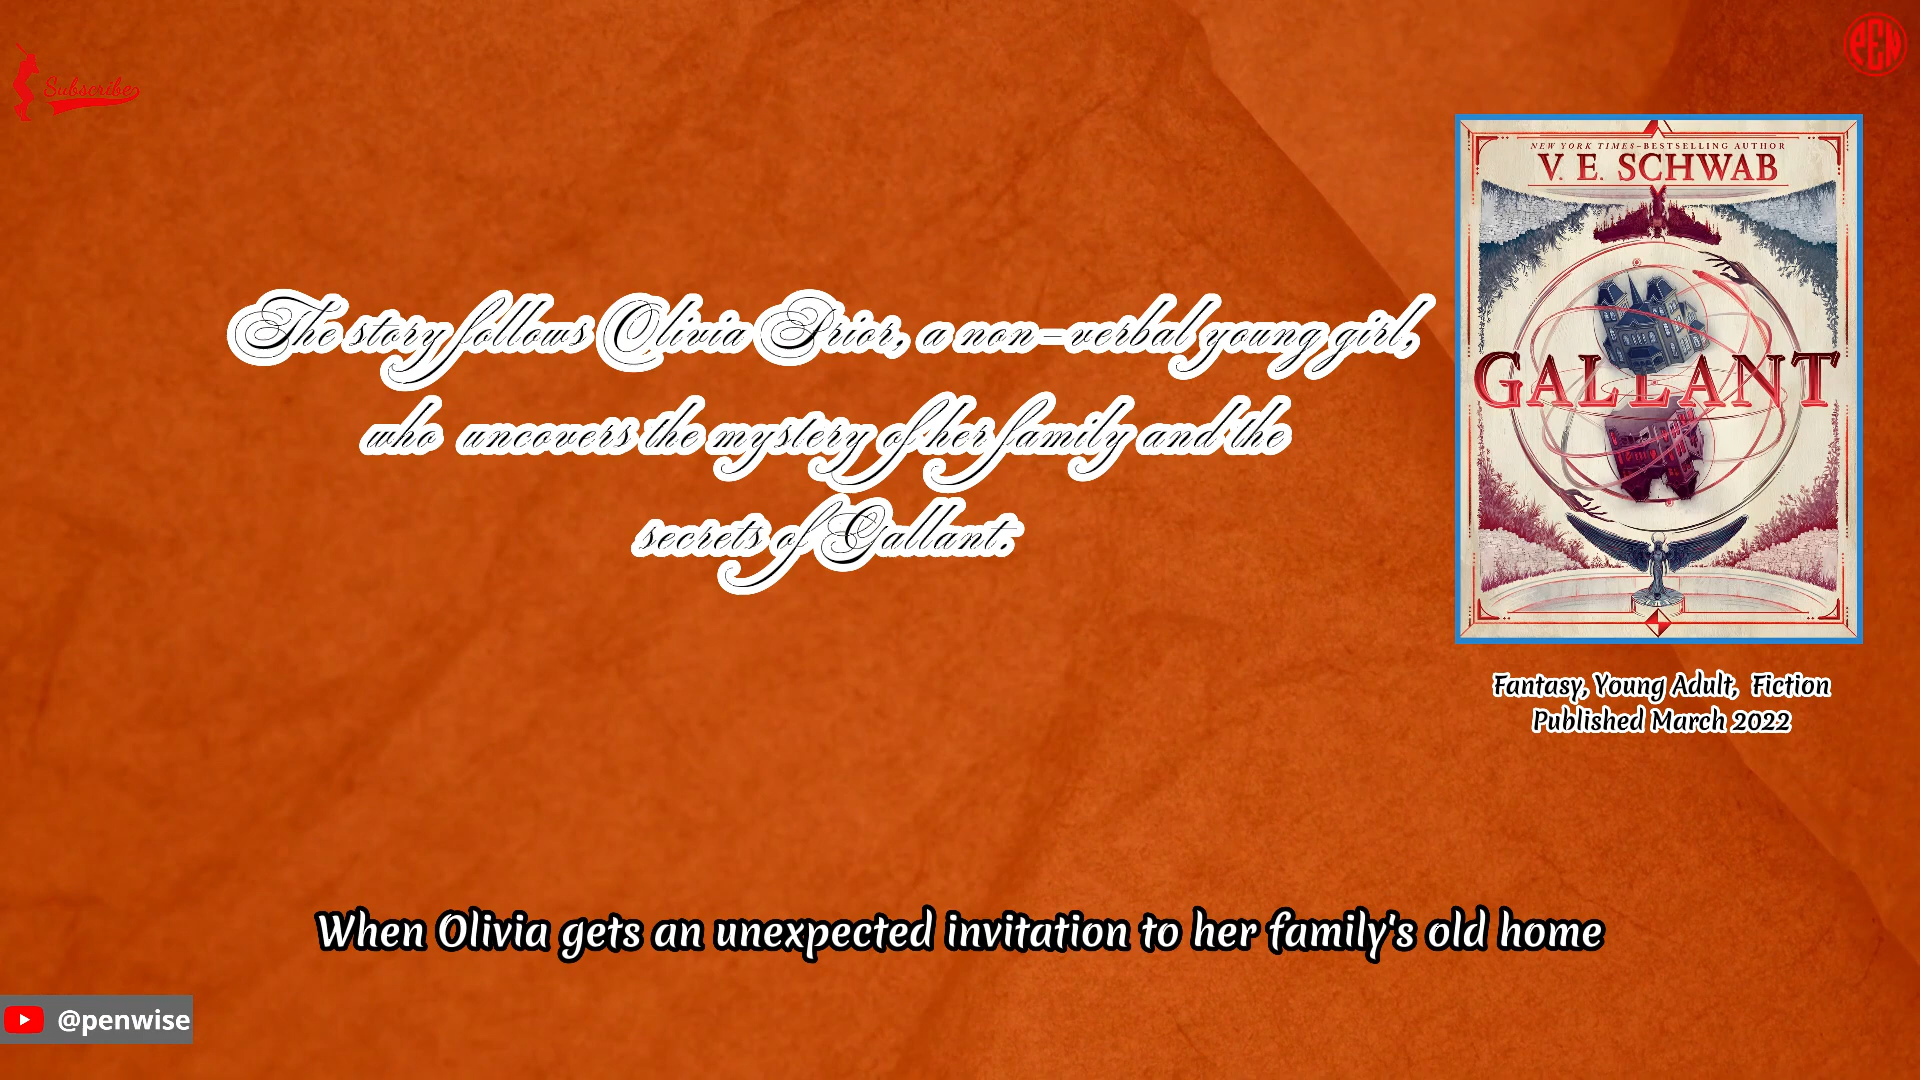 Subscribe
PEN
NEW YORK TIMES-BESTSELLING AUTHOR
V. E. SCHWAB
GALLANT
The story follows Olivia Prior, a non-verbal young girl,
who uncovers the mystery of her family and the
secrets of Gallant.
Fantasy, Young Adult, Fiction
Published March 2022
When Olivia gets an unexpected invitation to her family's old home
@penwise